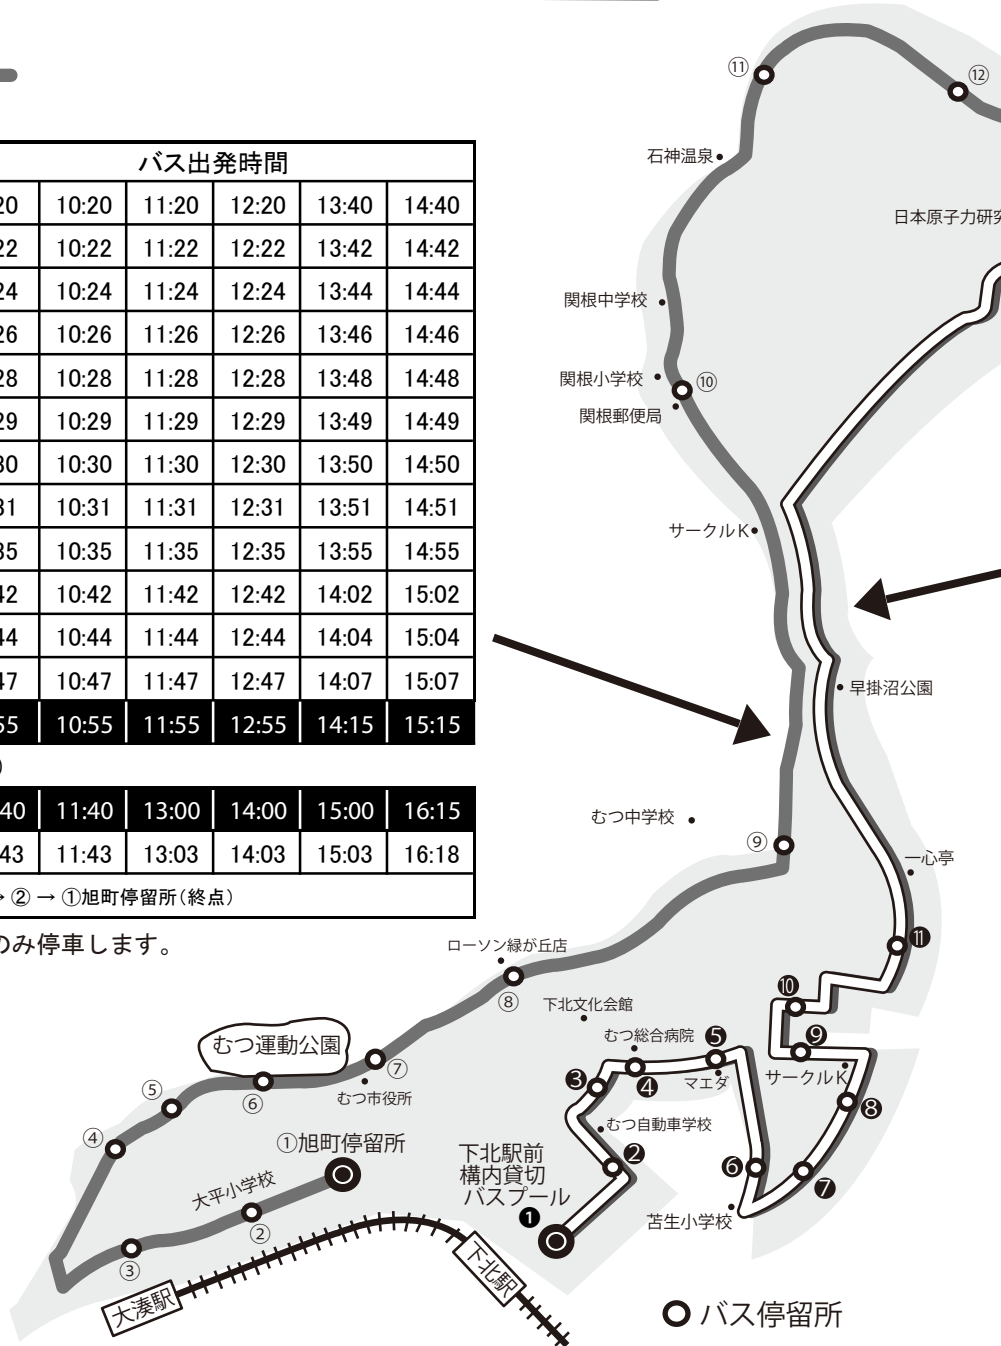 バス出発時間
20 10:20 11:20 12:20 13:40 14:40
22 10:22 11:22 12:22 13:42 14:42
24 10:24 11:24 12:24 13:44 14:44
26 10:26 11:26 12:26 13:46 14:46
28 10:28 11:28 12:28 13:48 14:48
29 10:29 11:29 12:29 13:49 14:49
30 10:30 11:30 12:30 13:50 14:50
31 10:31 11:31 12:31 13:51 14:51
35 10:35 11:35 12:35 13:55 14:55
42 10:42 11:42 12:42 14:02 15:02
44 10:44 11:44 12:44 14:04 15:04
47 10:47 11:47 12:47 14:07 15:07
55 10:55 11:55 12:55 14:15 15:15
)
40 11:40 13:00 14:00 15:00 16:15
43 11:43 13:03 14:03 15:03 16:18
→ ② → ①旭町停留所(終点)
のみ停車します。
⑪
⑫
石神温泉
日本原子力研究
関根中学校
関根小学校
⑩
関根郵便局
サークルK
早掛沼公園
むつ中学校
⑨
一心亭
⓫
ローソン緑が丘店
⑧
下北文化会館
❿
むつ総合病院
❺
❾
むつ運動公園
⑦
❸
❹
マエダ
サークルK
⑤
⑥
むつ市役所
❽
④
①旭町停留所
むつ自動車学校
下北駅前
構内貸切
バスプール
❶
❷
❻
❼
大平小学校
②
苫生小学校
③
大湊駅
下北駅
バス停留所